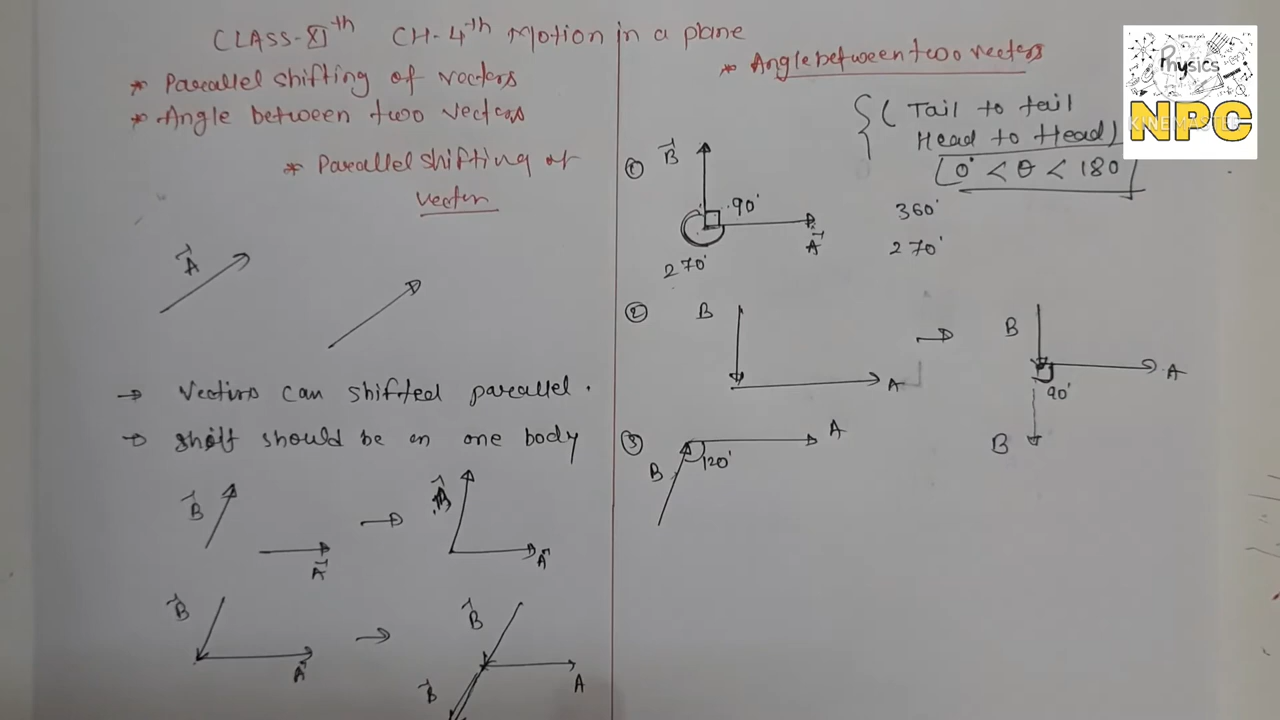 CLASS-XI th CH-4th Motion in a plane
* Parallel shifting of vectors
* Angle between two vectors
* Parallel shifting of
vector
A
→ Vectors can shifted parallel.
→ shift should be on one body
B
A
B
A
B
A
B
A
B
* Angle between two vectors
Tail to tail
Head to Head)
0° < θ < 180
① B
90°
A
270°
360°
270°
② B
A
B
A
90°
B
③ A
B
120°
Physics
NPC
KINEMASTER